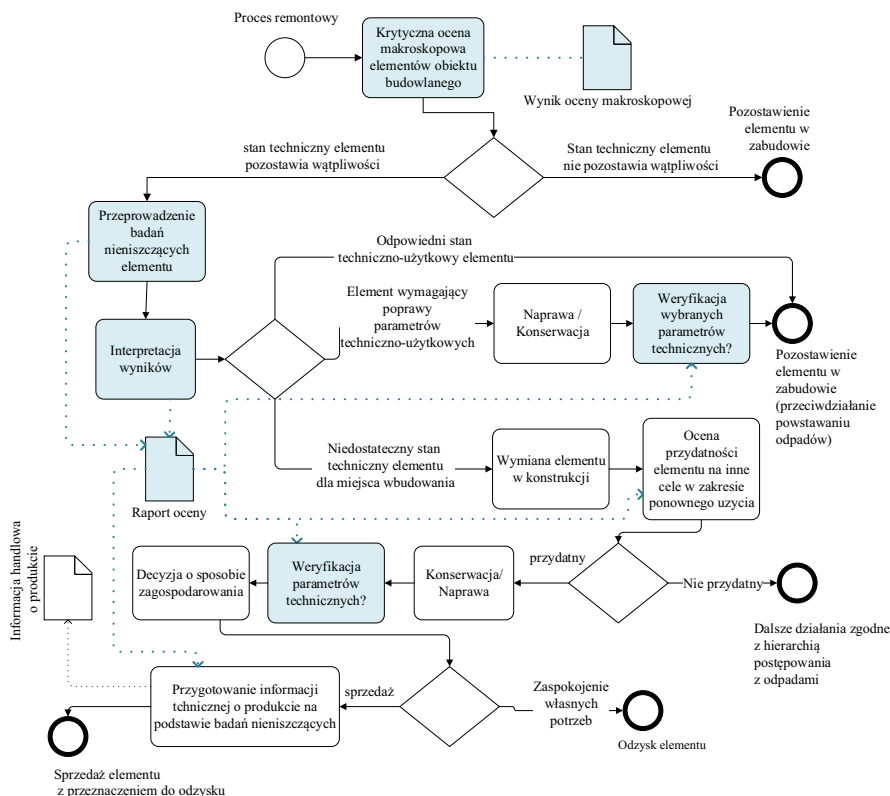 Proces remontowy
Krytyczna ocena
makroskopowa
elementów obiektu
budowlanego
Wynik oceny makroskopowej
Pozostawienie
elementu w
zabudowie
stan techniczny elementu
pozostawia wątpliwości
Stan techniczny elementu
nie pozostawia wątpliwości
Przeprowadzenie
badań
nieniszczących
elementu
Odpowiedni stan
techniczno-użytkowy elementu
Element wymagający
poprawy
parametrów
techniczno-użytkowych
Naprawa /
Konserwacja
Weryfikacja
wybranych
parametrów
technicznych?
Interpretacja
wyników
Pozostawienie
elementu w
zabudowie
(przeciwdziałanie
powstawaniu
odpadów)
Niedostateczny stan
techniczny elementu
dla miejsca wbudowania
Wymiana elementu
w konstrukcji
Ocena
przydatności
elementu na inne
cele w zakresie
ponownego uzycia
Raport oceny
Informacja handlowa
o produkcie
Decyzja o sposobie
zagospodarowania
Weryfikacja
parametrów
technicznych?
Konserwacja/
Naprawa
przydatny
Nie przydatny
Dalsze działania zgodne
z hierarchią
postępowania
z odpadami
Przygotowanie informacji
tchnicznej o produkcie na
podstawie badań nieniszczących
sprzedaż
Zaspokojenie
własnych
potrzeb
Odzysk elementu
Sprzedaż elementu
z przeznaczeniem do odzysku